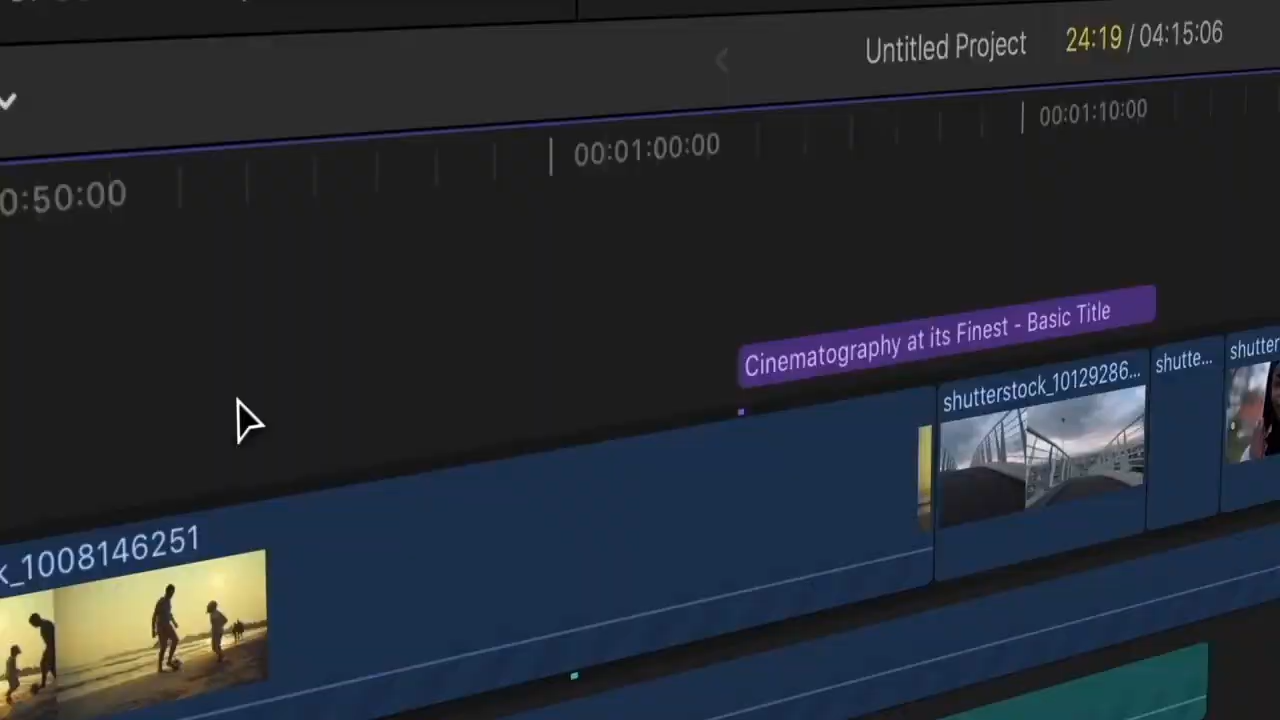 Untitled Project 24:19 / 04:15:06
0:50:00 00:01:00:00 00:01:10:00
Cinematography at its Finest - Basic Title
k_1008146251 shutterstock_10129286... shutte... shutter